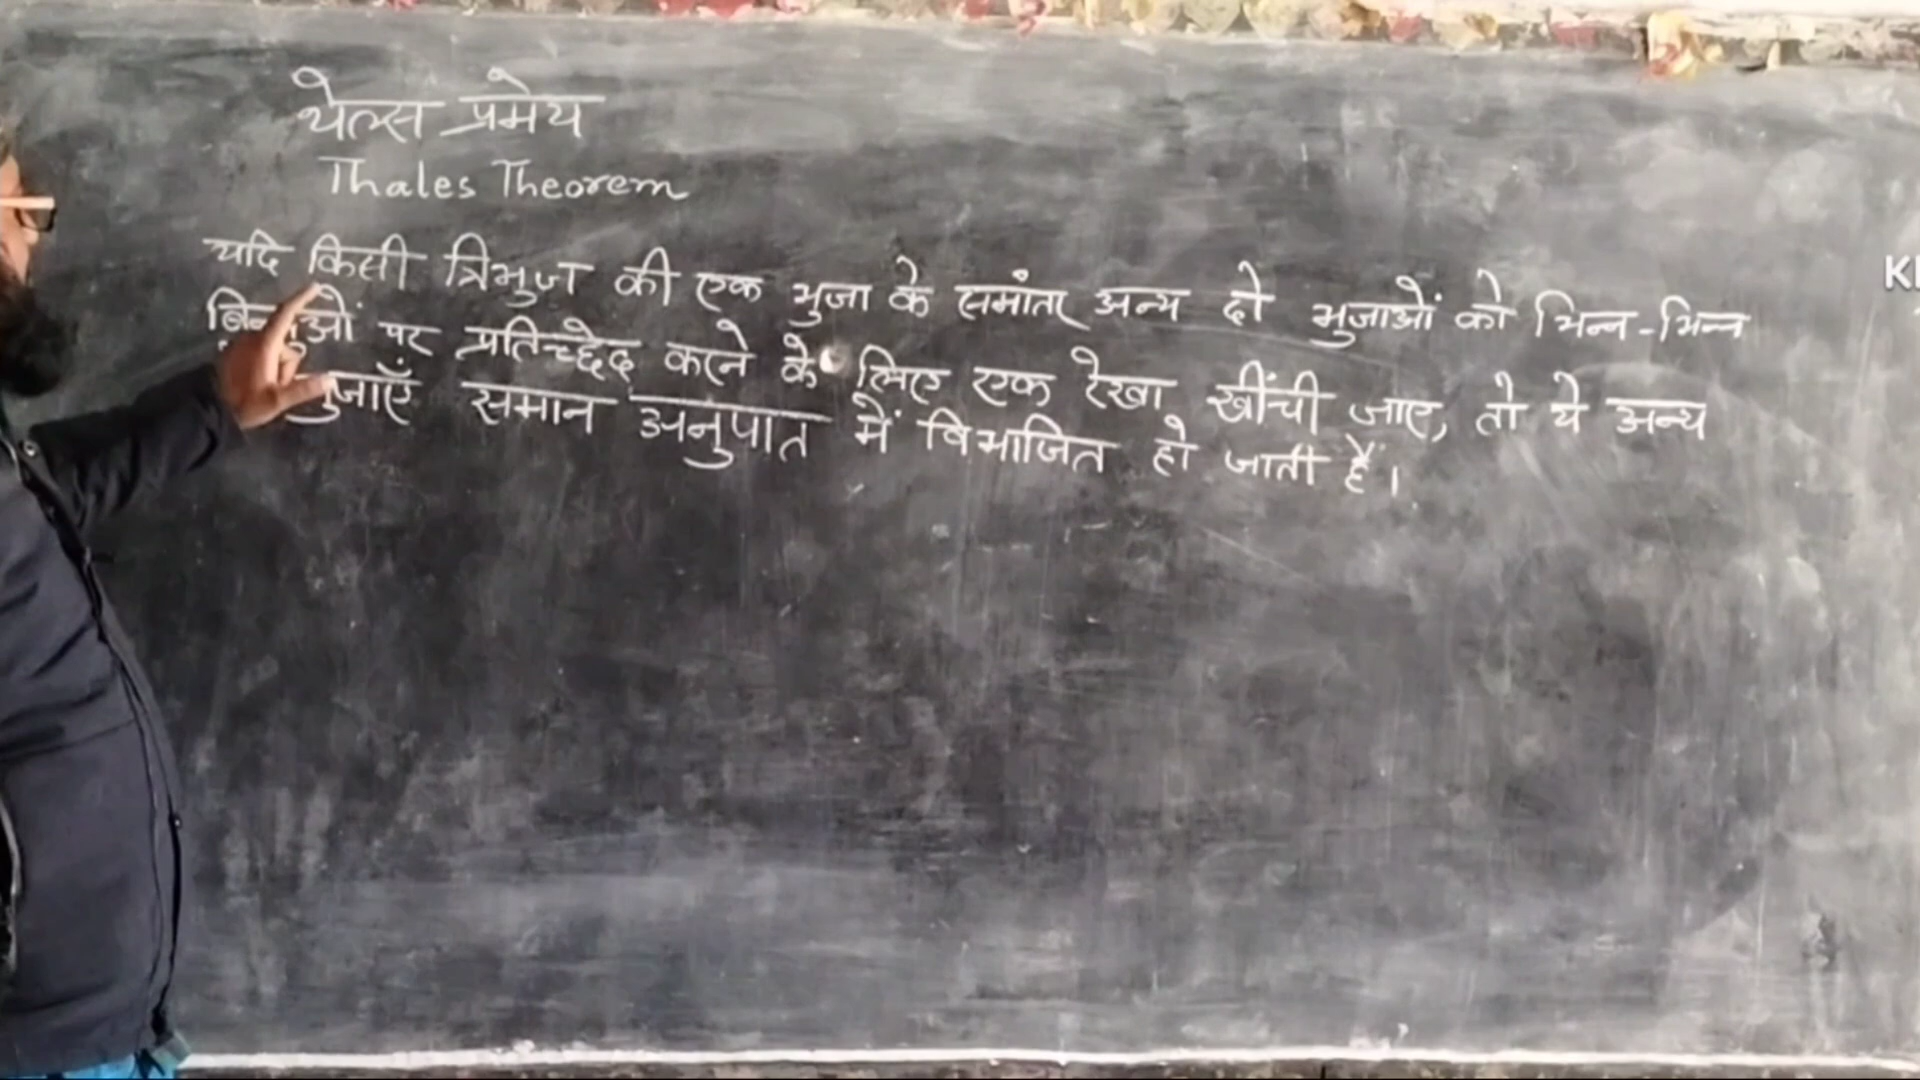 थेल्स प्रमेय
Thales Theorem
यदि किसी त्रिभुज की एक भुजा के समांतर अन्य दो भुजाओं को भिन्न-भिन्न
बिन्दुओं पर प्रतिच्छेद करने के लिए एक रेखा खींची जाए, तो ये अन्य
भुजाएँ समान अनुपात में विभाजित हो जाती हैं।